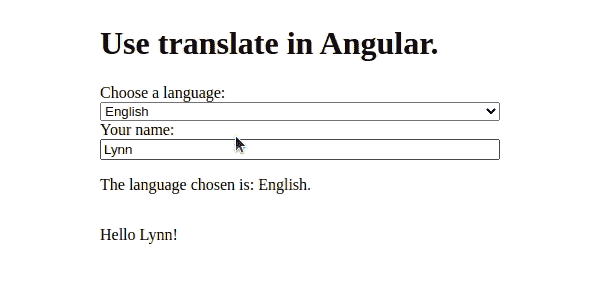 Use translate in Angular.
Choose a language:
English
Your name:
Lynn
The language chosen is: English.
Hello Lynn!